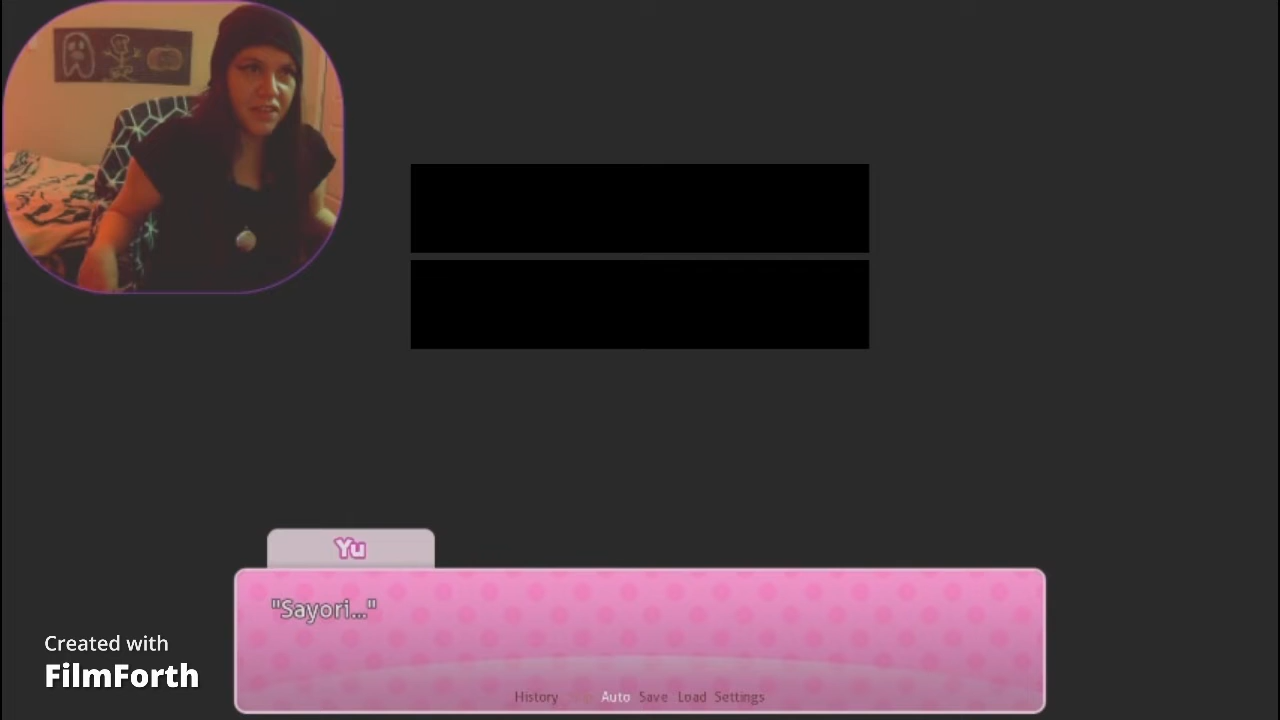 Yu
"Sayori..."
History Auto Save Load Settings
Created with
FilmForth